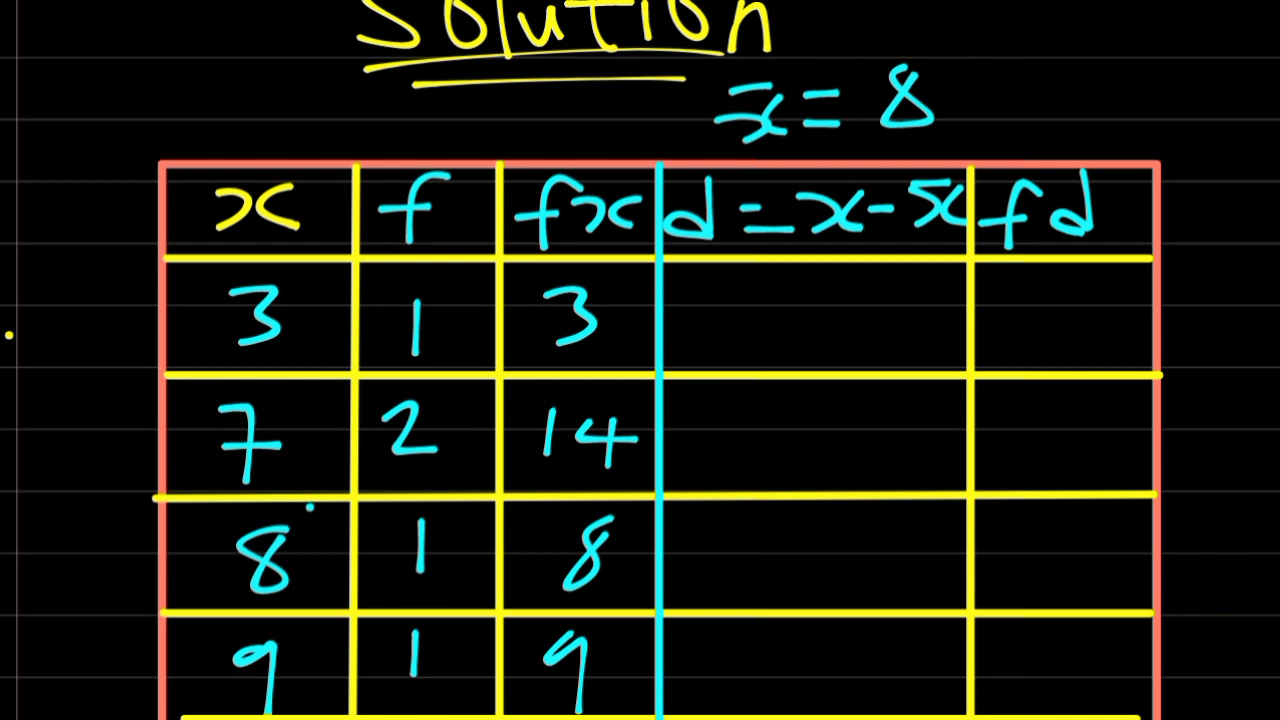 Solution
x̄ = 8
x f fx d = x - x̄ fd
3 1 3
7 2 14
8 1 8
9 1 9